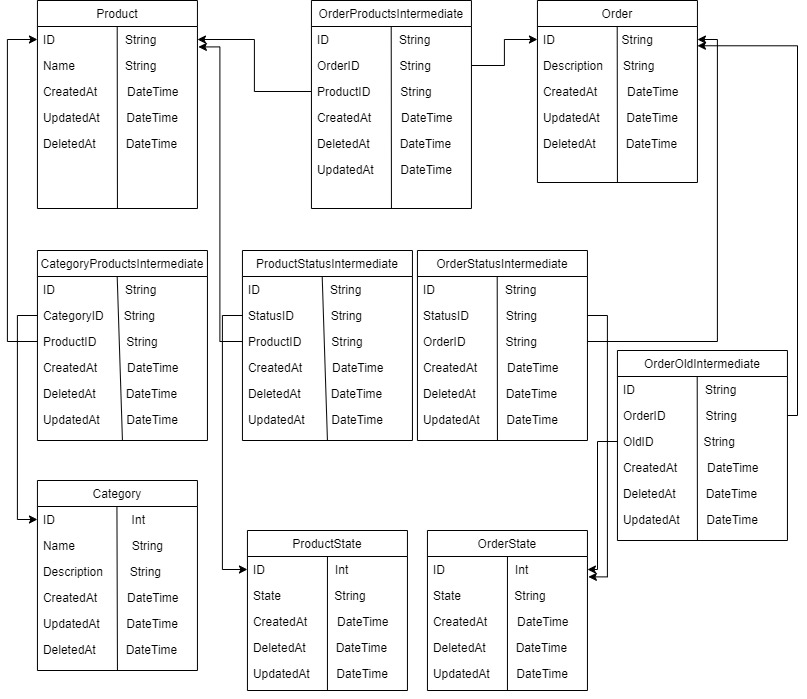 Product
ID String
Name String
CreatedAt DateTime
UpdatedAt DateTime
DeletedAt DateTime
OrderProductsIntermediate
ID String
OrderID String
ProductID String
CreatedAt DateTime
DeletedAt DateTime
UpdatedAt DateTime
Order
ID String
Description String
CreatedAt DateTime
UpdatedAt DateTime
DeletedAt DateTime
CategoryProductsIntermediate
ID String
CategoryID String
ProductID String
CreatedAt DateTime
DeletedAt DateTime
UpdatedAt DateTime
ProductStatusIntermediate
ID String
StatusID String
ProductID String
CreatedAt DateTime
DeletedAt DateTime
UpdatedAt DateTime
OrderStatusIntermediate
ID String
StatusID String
OrderID String
CreatedAt DateTime
DeletedAt DateTime
UpdatedAt DateTime
OrderOldIntermediate
ID String
OrderID String
OldID String
CreatedAt DateTime
DeletedAt DateTime
UpdatedAt DateTime
Category
ID Int
Name String
Description String
CreatedAt DateTime
UpdatedAt DateTime
DeletedAt DateTime
ProductState
ID Int
State String
CreatedAt DateTime
DeletedAt DateTime
UpdatedAt DateTime
OrderState
ID Int
State String
CreatedAt DateTime
DeletedAt DateTime
UpdatedAt DateTime